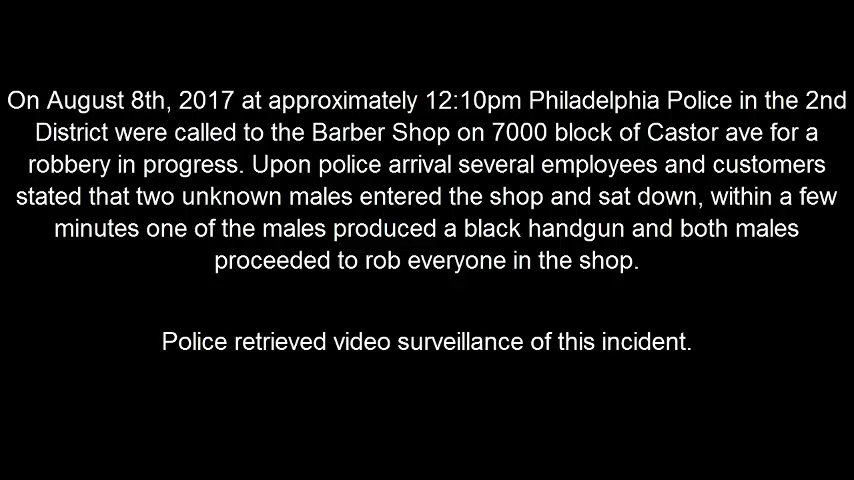 On August 8th, 2017 at approximately 12:10pm Philadelphia Police in the 2nd
District were called to the Barber Shop on 7000 block of Castor ave for a
robbery in progress. Upon police arrival several employees and customers
stated that two unknown males entered the shop and sat down, within a few
minutes one of the males produced a black handgun and both males
proceeded to rob everyone in the shop.
Police retrieved video surveillance of this incident.